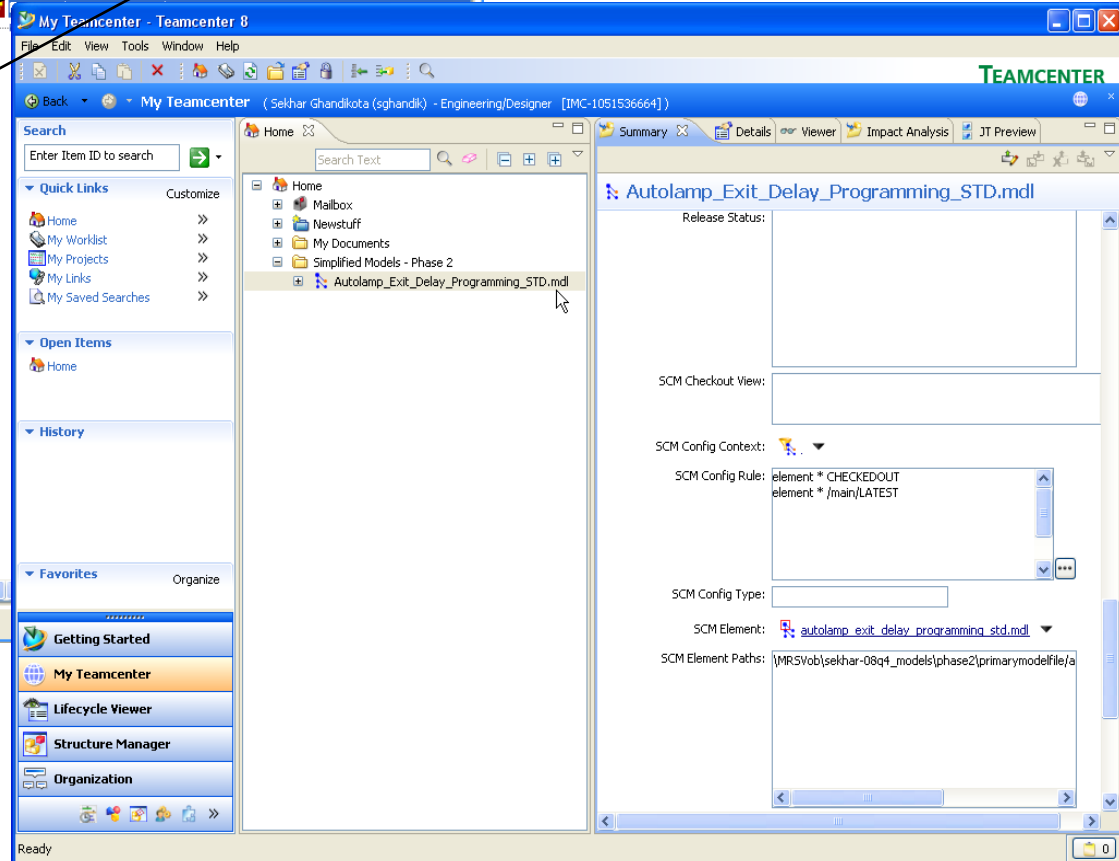 My Teamcenter - Teamcenter 8
File Edit View Tools Window Help
TEAMCENTER
Back My Teamcenter ( Sekhar Ghandikota (sghandik) - Engineering/Designer [IMC-1051536664] )
Search
Enter Item ID to search
Quick Links Customize
Home
My Worklist
My Projects
My Links
My Saved Searches
Open Items
Home
History
Favorites Organize
Getting Started
My Teamcenter
Lifecycle Viewer
Structure Manager
Organization
Home
Search Text
Home
Mailbox
Newstuff
My Documents
Simplified Models - Phase 2
Autolamp_Exit_Delay_Programming_STD.mdl
Summary Details Viewer Impact Analysis JT Preview
Autolamp_Exit_Delay_Programming_STD.mdl
Release Status:
SCM Checkout View:
SCM Config Context: .
SCM Config Rule: element * CHECKEDOUT
element * /main/LATEST
SCM Config Type:
SCM Element: autolamp_exit_delay_programming_std.mdl
SCM Element Paths: \MRSVob\sekhar-08q4_models\phase2\primarymodelfile/a
Ready
0